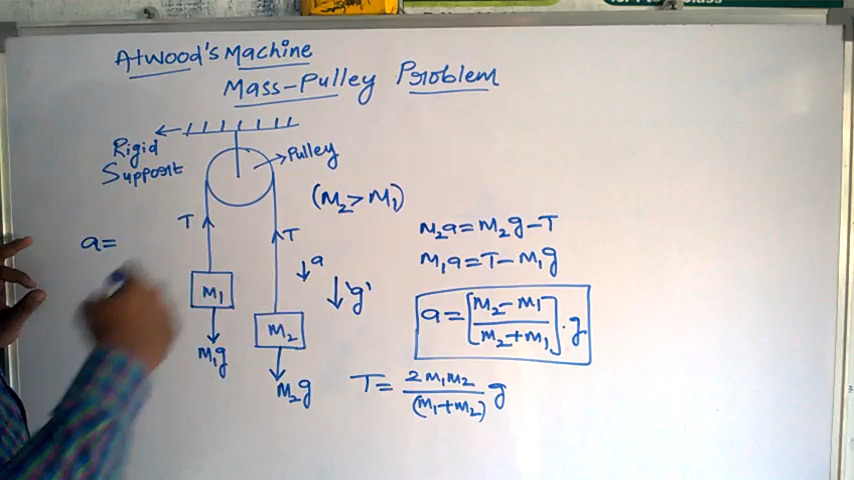 Atwood's Machine
Mass-Pulley Problem
Rigid
Support
Pulley
(M₂>M₁)
T
T
a=
a
'g'
M₁
M₂
M₁g
M₂g
M₂a=M₂g-T
M₁a=T-M₁g
a=[M₂-M₁/M₂+M₁].g
T=2M₁M₂/(M₁+M₂) g